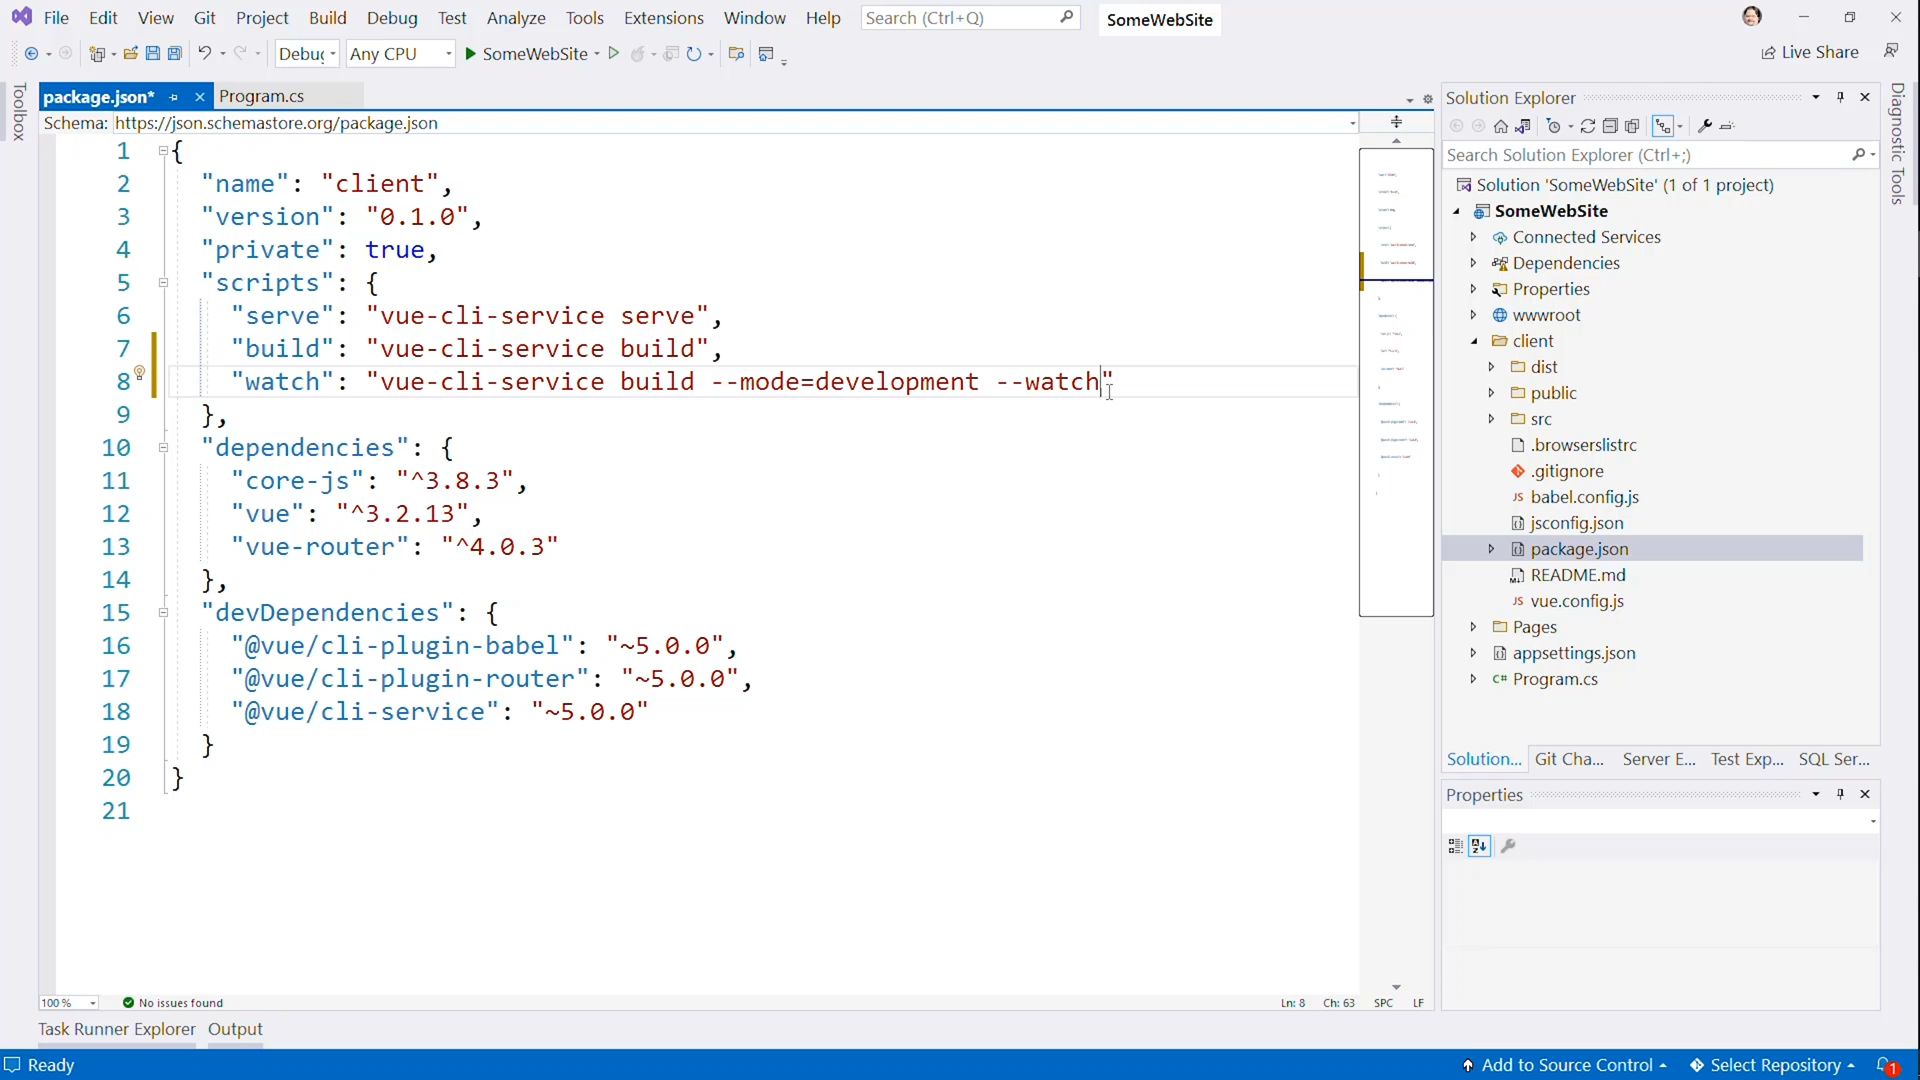 File Edit View Git Project Build Debug Test Analyze Tools Extensions Window Help Search (Ctrl+Q) SomeWebSite
Debug Any CPU SomeWebSite Live Share
Toolbox
package.json* Program.cs
Schema: https://json.schemastore.org/package.json
1 {
2 "name": "client",
3 "version": "0.1.0",
4 "private": true,
5 "scripts": {
6 "serve": "vue-cli-service serve",
7 "build": "vue-cli-service build",
8 "watch": "vue-cli-service build --mode=development --watch"
9 },
10 "dependencies": {
11 "core-js": "^3.8.3",
12 "vue": "^3.2.13",
13 "vue-router": "^4.0.3"
14 },
15 "devDependencies": {
16 "@vue/cli-plugin-babel": "~5.0.0",
17 "@vue/cli-plugin-router": "~5.0.0",
18 "@vue/cli-service": "~5.0.0"
19 }
20 }
21
100 % No issues found Ln: 8 Ch: 63 SPC LF
Task Runner Explorer Output
Solution Explorer
Search Solution Explorer (Ctrl+;)
Solution 'SomeWebSite' (1 of 1 project)
SomeWebSite
Connected Services
Dependencies
Properties
wwwroot
client
dist
public
src
.browserslistrc
.gitignore
JS babel.config.js
jsconfig.json
package.json
README.md
JS vue.config.js
Pages
appsettings.json
C# Program.cs
Solution... Git Cha... Server E... Test Exp... SQL Ser...
Properties
Diagnostic Tools
Ready Add to Source Control Select Repository 1